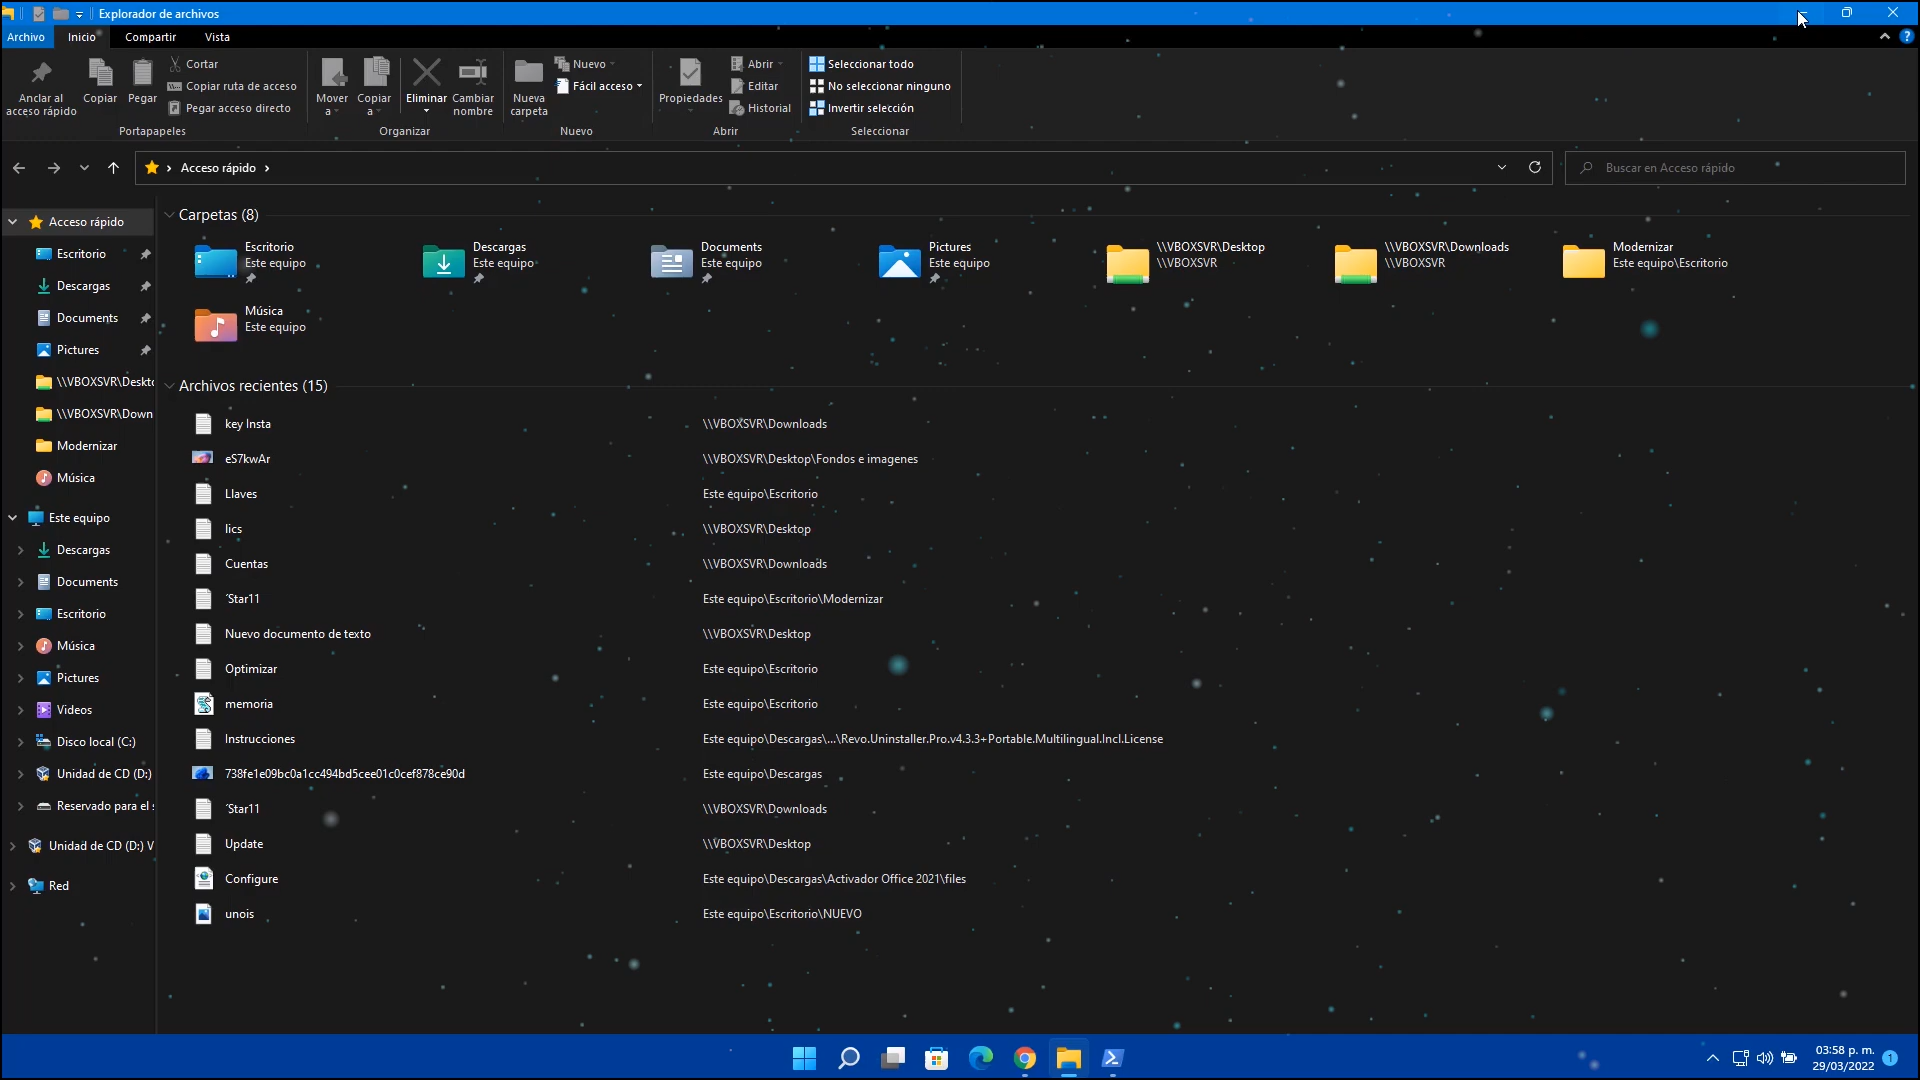 Explorador de archivos
Archivo Inicio Compartir Vista
Anclar al acceso rápido
Copiar
Pegar
Cortar
Copiar ruta de acceso
Pegar acceso directo
Portapapeles
Mover a
Copiar a
Eliminar
Cambiar nombre
Organizar
Nueva carpeta
Nuevo
Fácil acceso
Nuevo
Propiedades
Abrir
Editar
Historial
Abrir
Seleccionar todo
No seleccionar ninguno
Invertir selección
Seleccionar
Acceso rápido
Buscar en Acceso rápido
Acceso rápido
Escritorio
Descargas
Documents
Pictures
\\VBOXSVR\Deskto
\\VBOXSVR\Down
Modernizar
Música
Este equipo
Descargas
Documents
Escritorio
Música
Pictures
Videos
Disco local (C:)
Unidad de CD (D:)
Reservado para el s
Unidad de CD (D:) V
Red
Carpetas (8)
Escritorio
Este equipo
Descargas
Este equipo
Documents
Este equipo
Pictures
Este equipo
\\VBOXSVR\Desktop
\\VBOXSVR
\\VBOXSVR\Downloads
\\VBOXSVR
Modernizar
Este equipo\Escritorio
Música
Este equipo
Archivos recientes (15)
key Insta \\VBOXSVR\Downloads
eS7kwAr \\VBOXSVR\Desktop\Fondos e imagenes
Llaves Este equipo\Escritorio
lics \\VBOXSVR\Desktop
Cuentas \\VBOXSVR\Downloads
´Star11 Este equipo\Escritorio\Modernizar
Nuevo documento de texto \\VBOXSVR\Desktop
Optimizar Este equipo\Escritorio
memoria Este equipo\Escritorio
Instrucciones Este equipo\Descargas\...\Revo.Uninstaller.Pro.v4.3.3+Portable.Multilingual.Incl.License
738fe1e09bc0a1cc494bd5cee01c0cef878ce90d Este equipo\Descargas
´Star11 \\VBOXSVR\Downloads
Update \\VBOXSVR\Desktop
Configure Este equipo\Descargas\Activador Office 2021\files
unois Este equipo\Escritorio\NUEVO
03:58 p. m.
29/03/2022
1